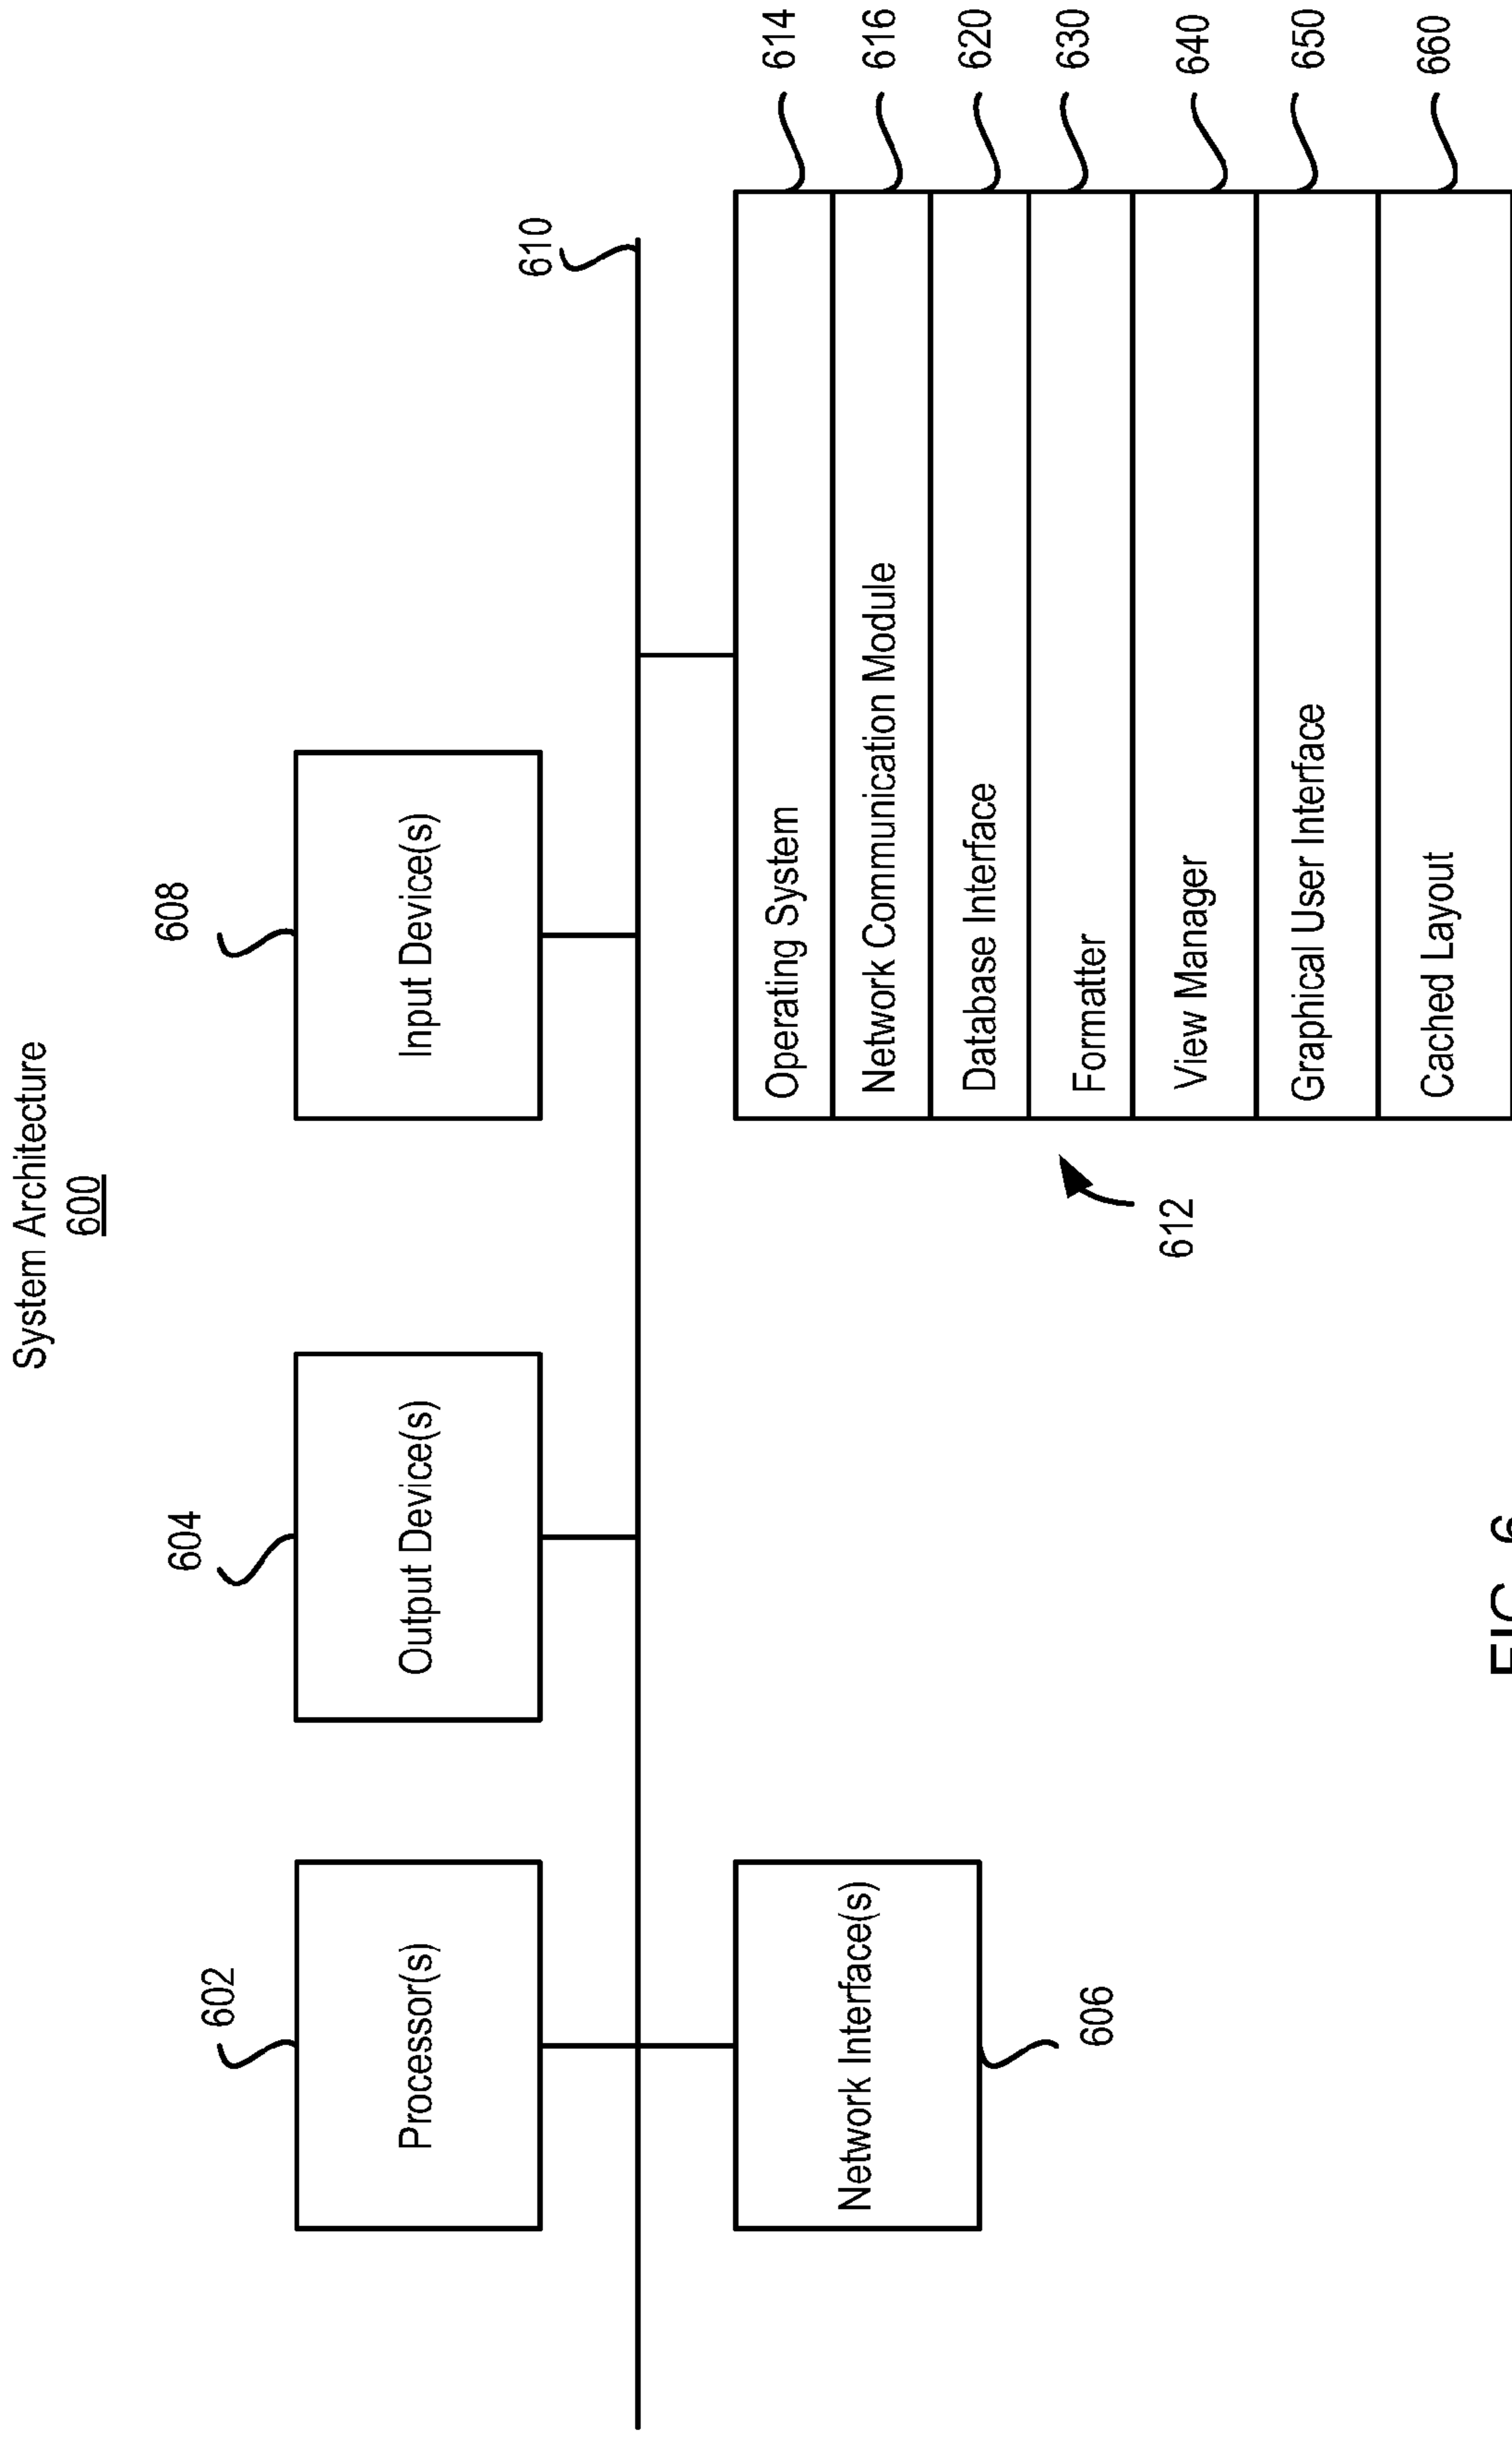 System Architecture
600
602
604
608
Processor(s)
Output Device(s)
Input Device(s)
610
Network Interface(s)
606
612
Operating System
614
Network Communication Module
616
Database Interface
620
Formatter
630
View Manager
640
Graphical User Interface
650
Cached Layout
660
FIG. 6